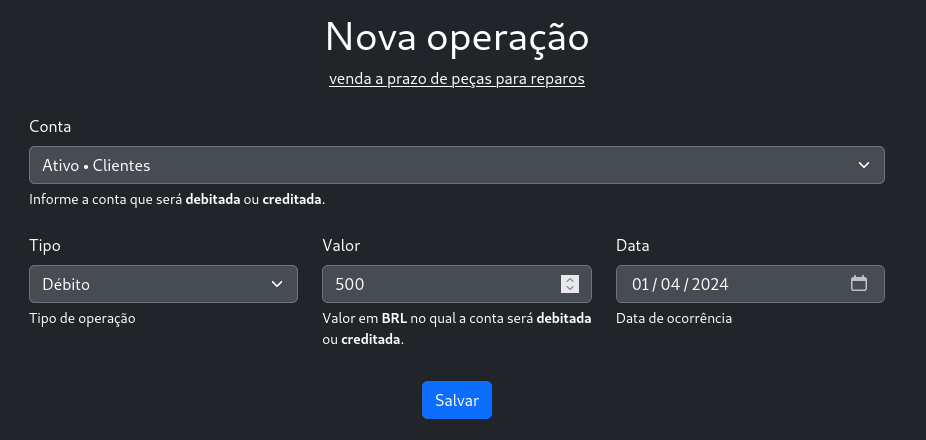 Nova operação
venda a prazo de peças para reparos
Conta
Ativo • Clientes
Informe a conta que será debitada ou creditada.
Tipo
Valor
Data
Débito
500
01 / 04 / 2024
Tipo de operação
Valor em BRL no qual a conta será debitada
ou creditada.
Data de ocorrência
Salvar